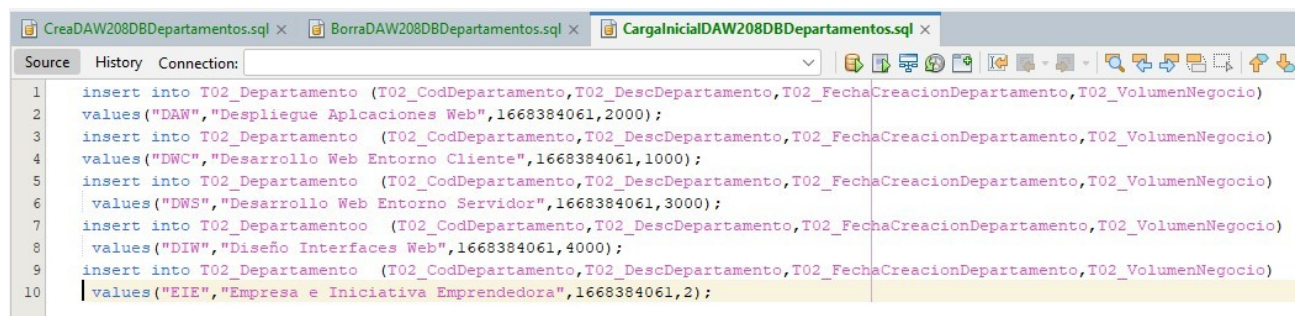 CreaDAW208DBDepartamentos.sql × BorraDAW208DBDepartamentos.sql × CargaInicialDAW208DBDepartamentos.sql ×
Source History Connection:
1 insert into T02_Departamento (T02_CodDepartamento,T02_DescDepartamento,T02_FechaCreacionDepartamento,T02_VolumenNegocio)
2 values("DAW","Despliegue Aplcaciones Web",1668384061,2000);
3 insert into T02_Departamento (T02_CodDepartamento,T02_DescDepartamento,T02_FechaCreacionDepartamento,T02_VolumenNegocio)
4 values("DWC","Desarrollo Web Entorno Cliente",1668384061,1000);
5 insert into T02_Departamento (T02_CodDepartamento,T02_DescDepartamento,T02_FechaCreacionDepartamento,T02_VolumenNegocio)
6 values("DWS","Desarrollo Web Entorno Servidor",1668384061,3000);
7 insert into T02_Departamentoo (T02_CodDepartamento,T02_DescDepartamento,T02_FechaCreacionDepartamento,T02_VolumenNegocio)
8 values("DIW","Diseño Interfaces Web",1668384061,4000);
9 insert into T02_Departamento (T02_CodDepartamento,T02_DescDepartamento,T02_FechaCreacionDepartamento,T02_VolumenNegocio)
10 values("EIE","Empresa e Iniciativa Emprendedora",1668384061,2);